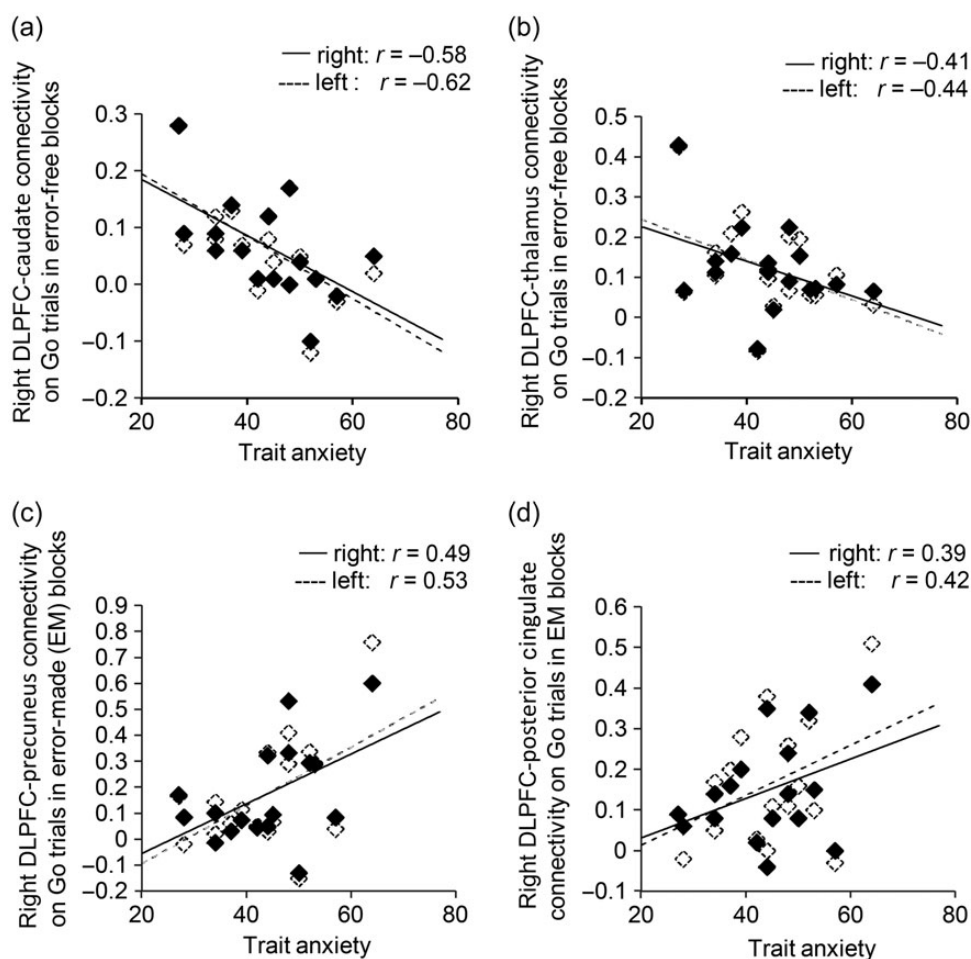 (a)
right: r = –0.58
left : r = –0.62
Right DLPFC-caudate connectivity
on Go trials in error-free blocks
0.3
0.2
0.1
0.0
–0.1
–0.2
20 40 60 80
Trait anxiety
(b)
right: r = –0.41
left: r = –0.44
Right DLPFC-thalamus connectivity
on Go trials in error-free blocks
0.5
0.4
0.3
0.2
0.1
0
–0.1
–0.2
20 40 60 80
Trait anxiety
(c)
right: r = 0.49
left: r = 0.53
Right DLPFC-precuneus connectivity
on Go trials in error-made (EM) blocks
0.9
0.8
0.7
0.6
0.5
0.4
0.3
0.2
0.1
0
–0.1
–0.2
20 40 60 80
Trait anxiety
(d)
right: r = 0.39
left: r = 0.42
Right DLPFC-posterior cingulate
connectivity on Go trials in EM blocks
0.6
0.5
0.4
0.3
0.2
0.1
0.0
–0.1
20 40 60 80
Trait anxiety